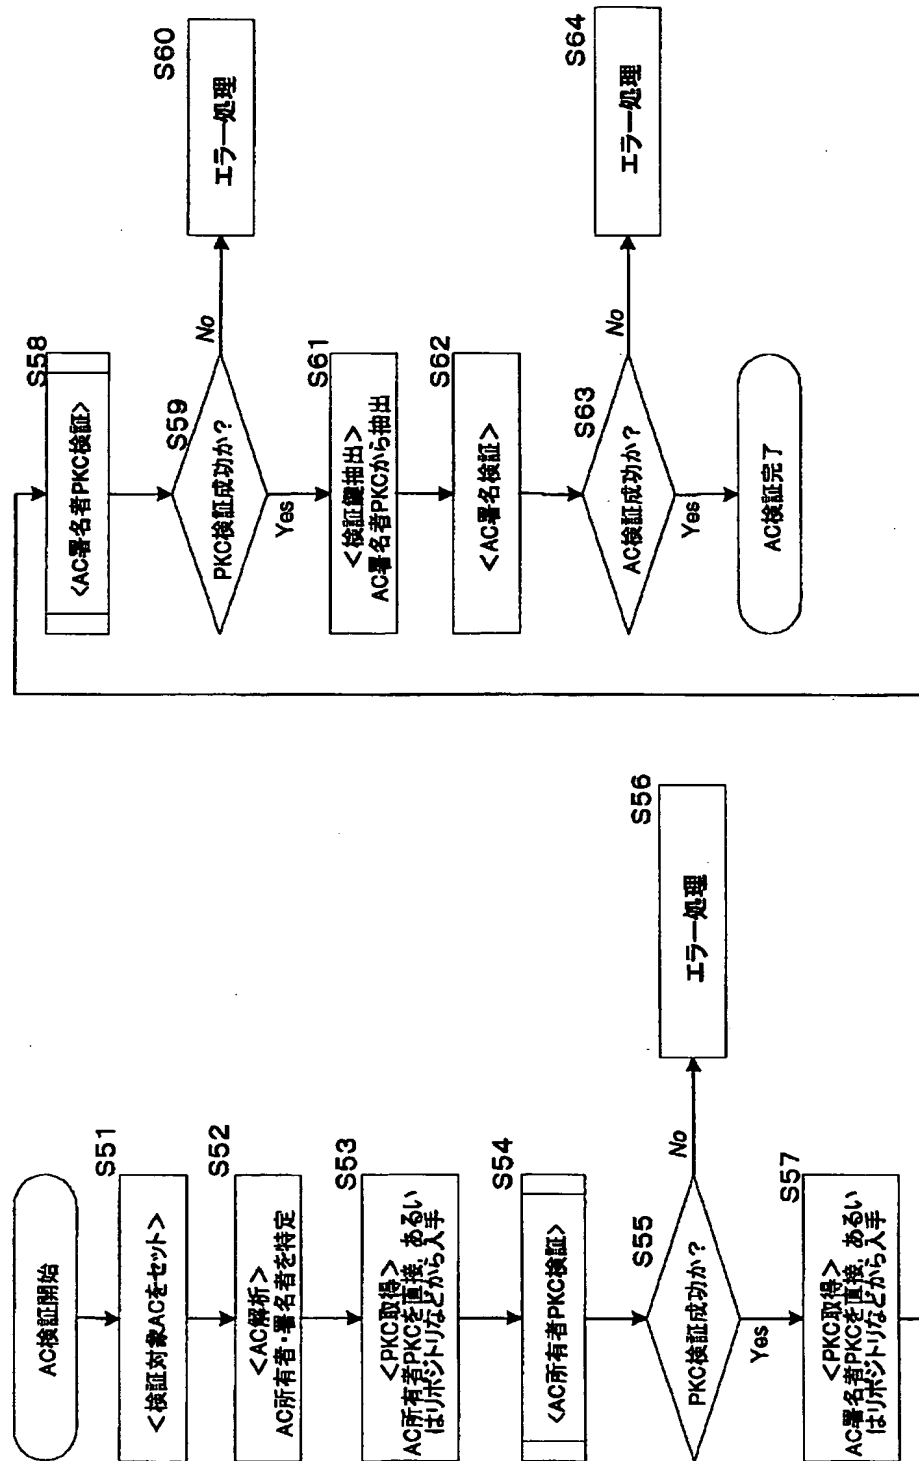 AC検証開始
S51
<検証対象ACをセット>
S52
<AC解析>
AC所有者・署名者を特定
S53
<PKC取得>
AC所有者PKCを直接、あるい
はリポジトリなどから入手
S54
<AC所有者PKC検証>
S55
PKC検証成功か?
No
S56
エラー処理
Yes
S57
<PKC取得>
AC署名者PKCを直接、あるい
はリポジトリなどから入手
S58
<AC署名者PKC検証>
S59
PKC検証成功か?
No
S60
エラー処理
Yes
S61
<検証鍵抽出>
AC署名者PKCから抽出
S62
<AC署名検証>
S63
AC検証成功か?
No
S64
エラー処理
Yes
AC検証完了